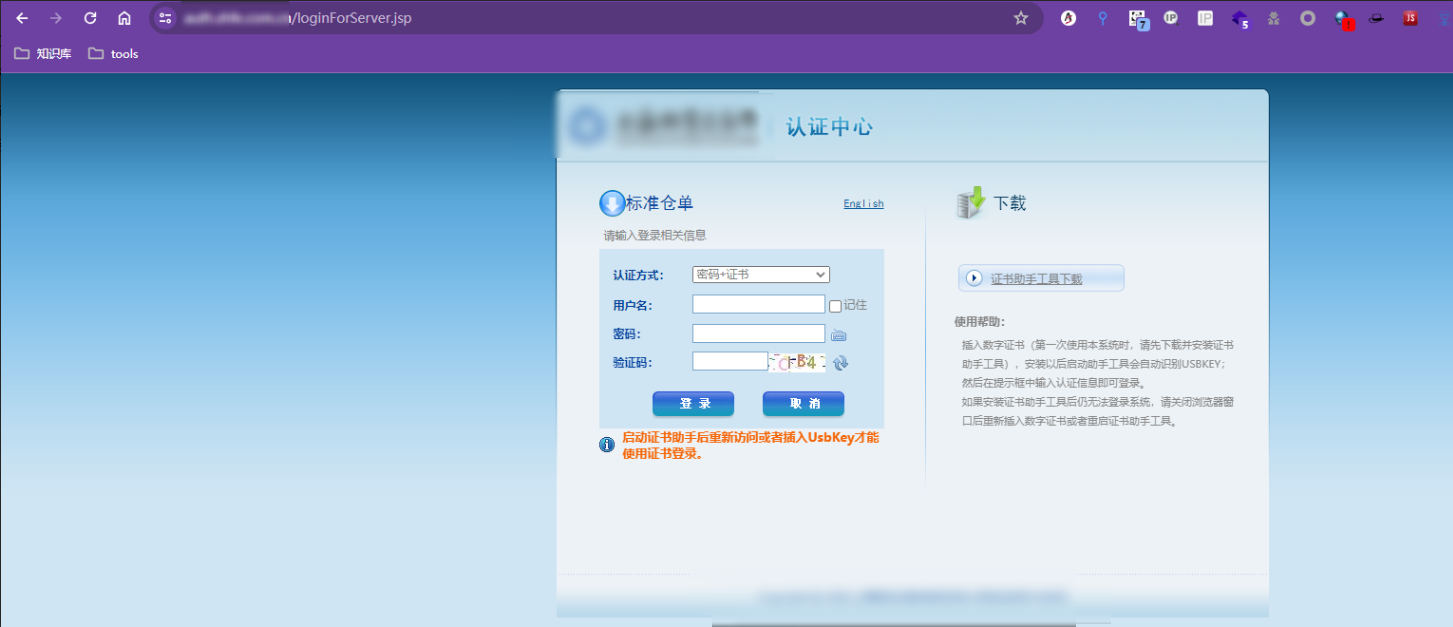 /loginForServer.jsp
知识库 tools
认证中心
标准仓单 English
请输入登录相关信息
认证方式: 密码+证书
用户名: 记住
密码:
验证码:
登 录 取 消
启动证书助手后重新访问或者插入UsbKey才能
使用证书登录。
下载
证书助手工具下载
使用帮助:
插入数字证书（第一次使用本系统时，请先下载并安装证书
助手工具），安装以后启动助手工具会自动识别USBKEY；
然后在提示框中输入认证信息即可登录。
如果安装证书助手工具后仍无法登录系统，请关闭浏览器窗
口后重新插入数字证书或者重启证书助手工具。